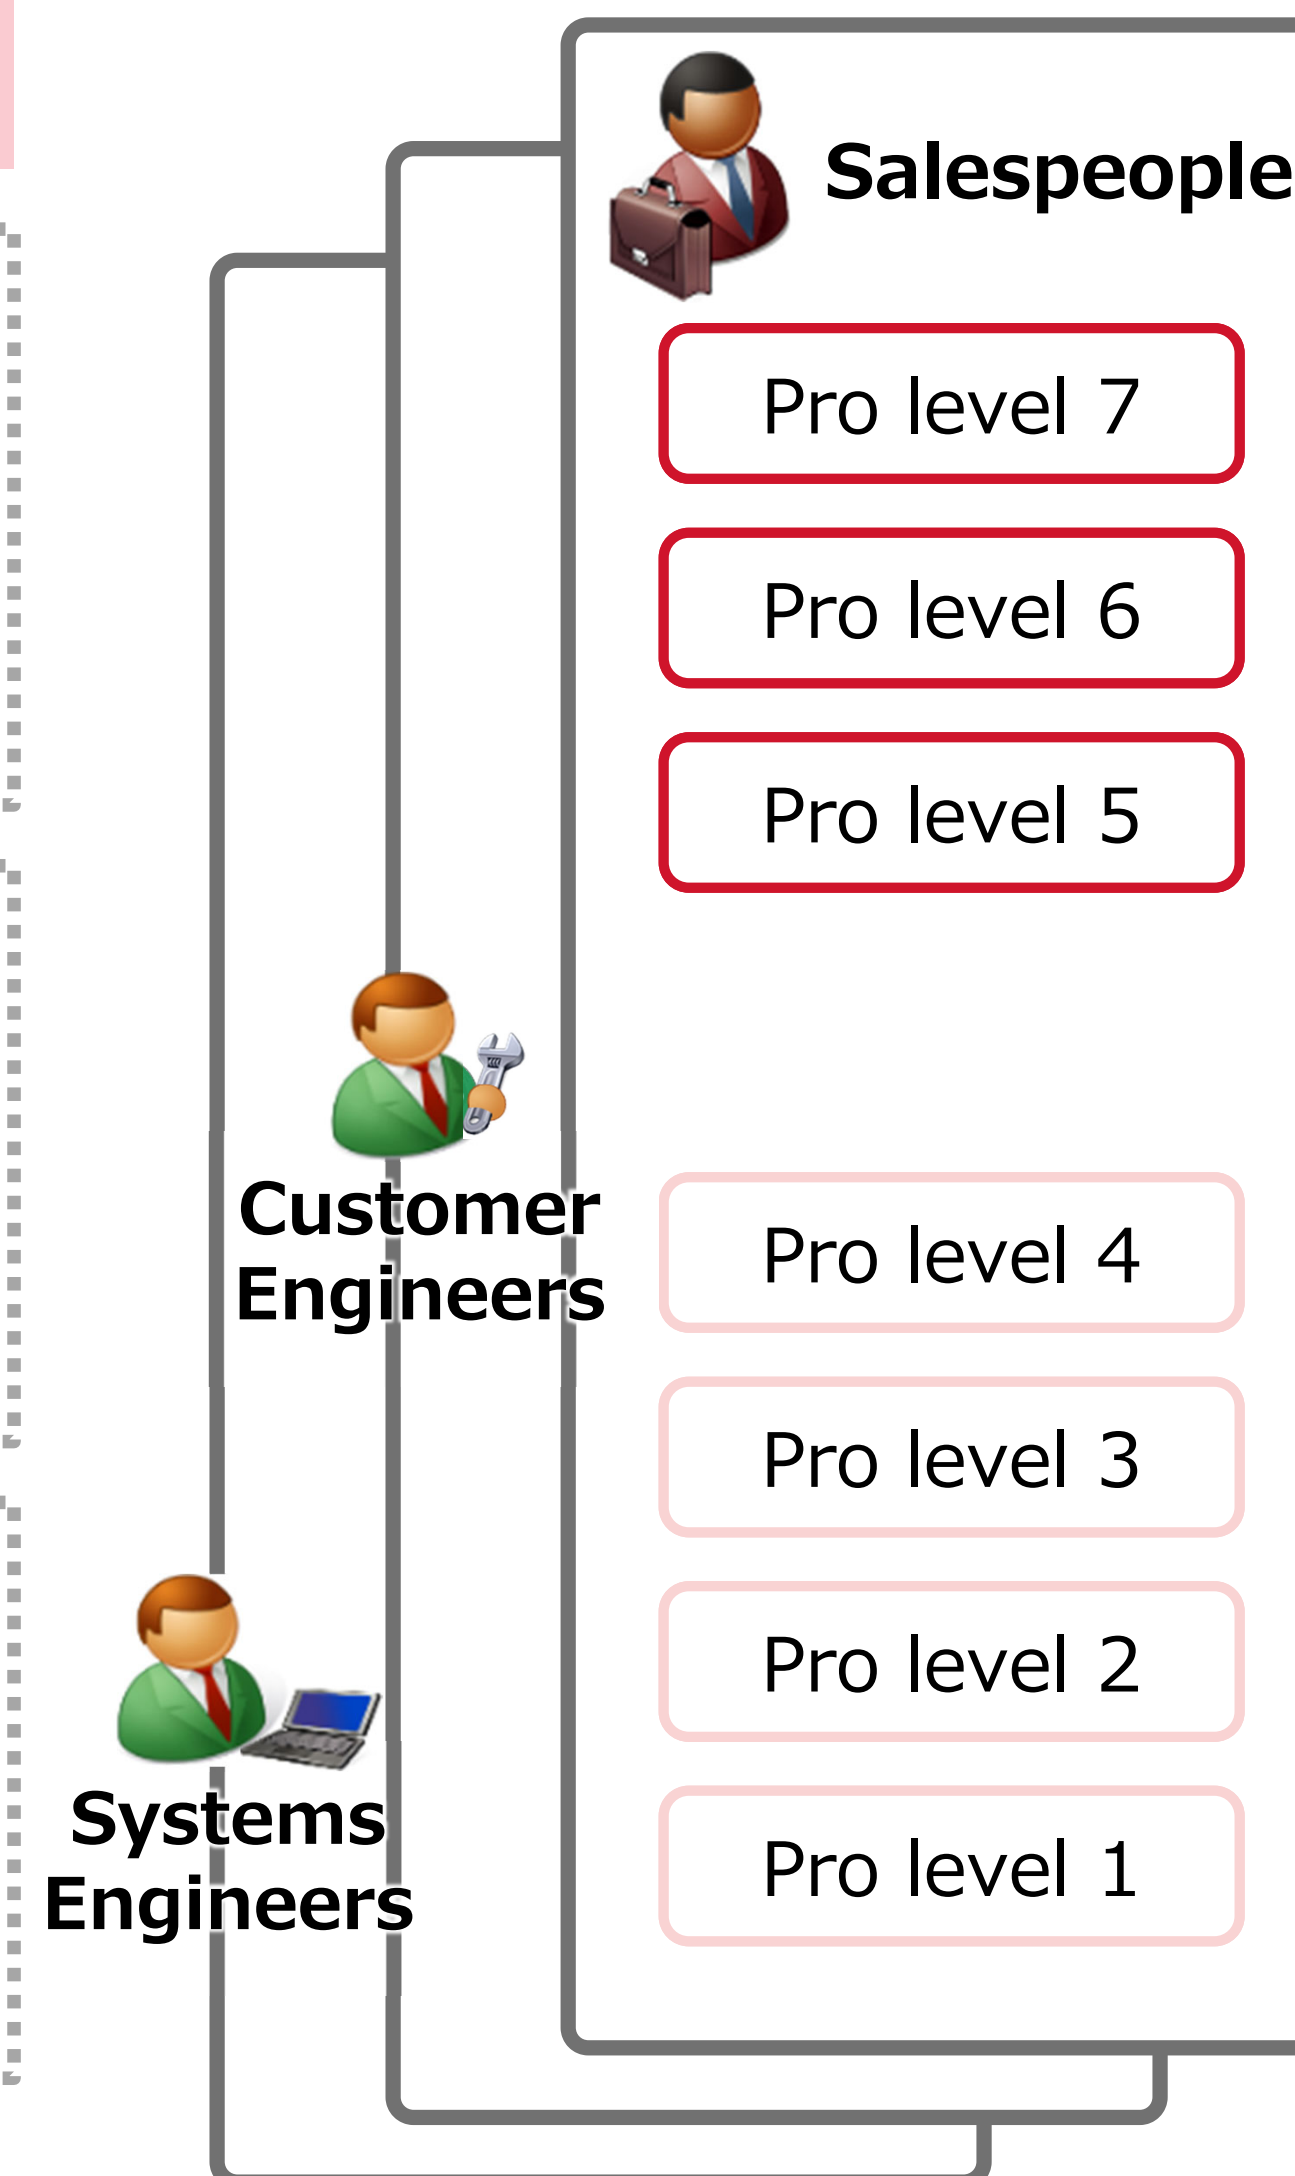 Salespeople
Pro level 7
Pro level 6
Pro level 5
Customer
Engineers
Pro level 4
Pro level 3
Pro level 2
Pro level 1
Systems
Engineers